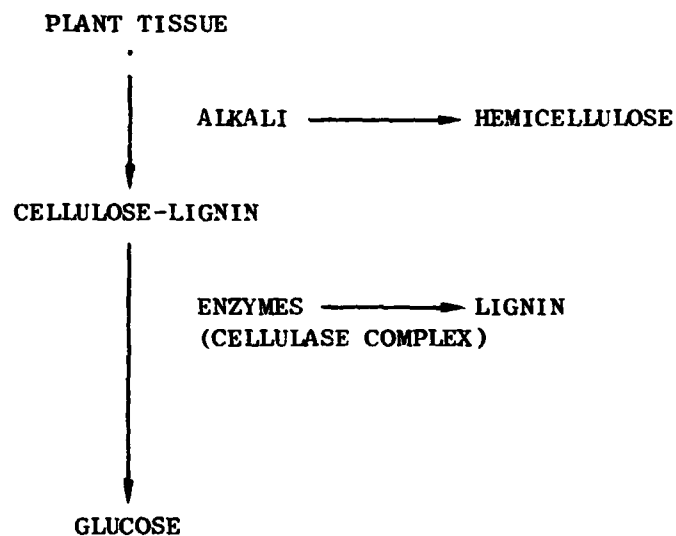 PLANT TISSUE
ALKALI
HEMICELLULOSE
CELLULOSE-LIGNIN
ENZYMES
LIGNIN
(CELLULASE COMPLEX)
GLUCOSE